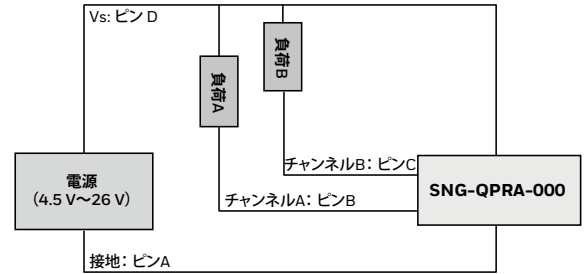 Vs: ピン D
負荷A
負荷B
チャンネルB： ピンC
電源
（4.5 V～26 V）
チャンネルA： ピンB
SNG-QPRA-000
接地： ピンA